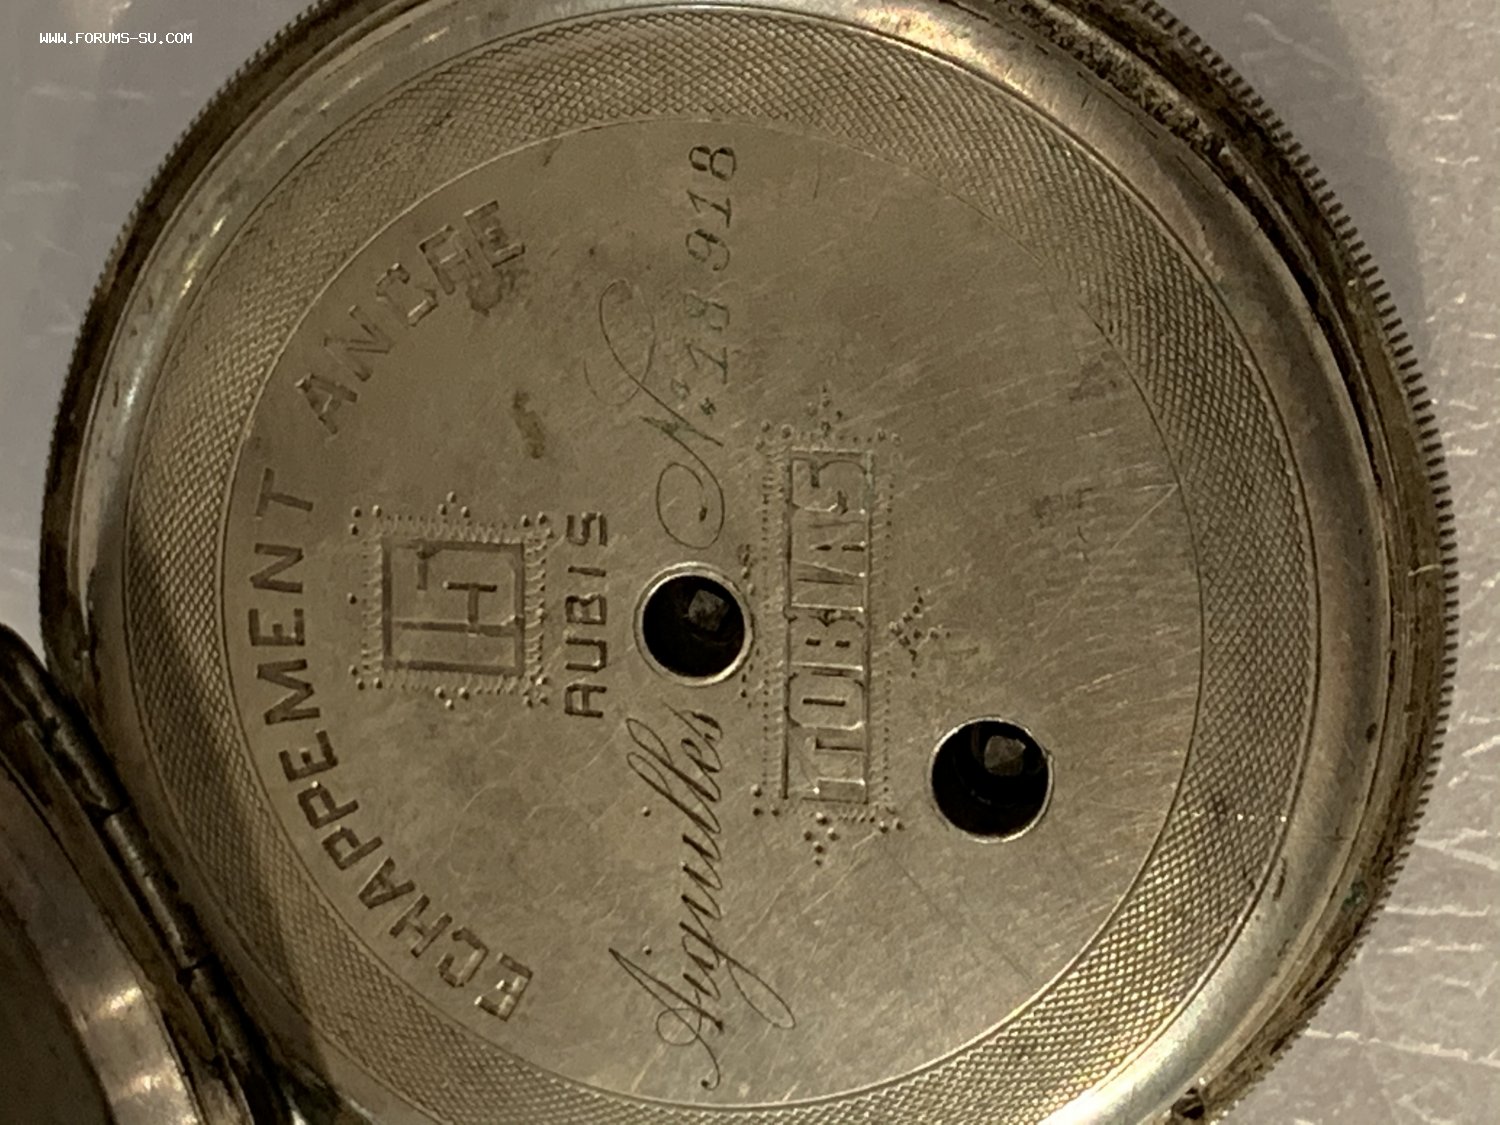 WWW.FORUMS-SU.COM
ECHAPPEMENT ANCRE
RUBIS
Aiguilles
Nº 18918
TOBIAS